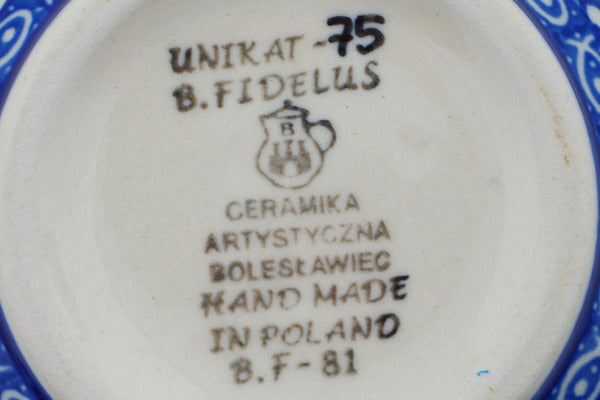 UNIKAT -75
B. FIDELUS
B
CERAMIKA
ARTYSTYCZNA
BOLESŁAWIEC
HAND MADE
IN POLAND
B.F-81